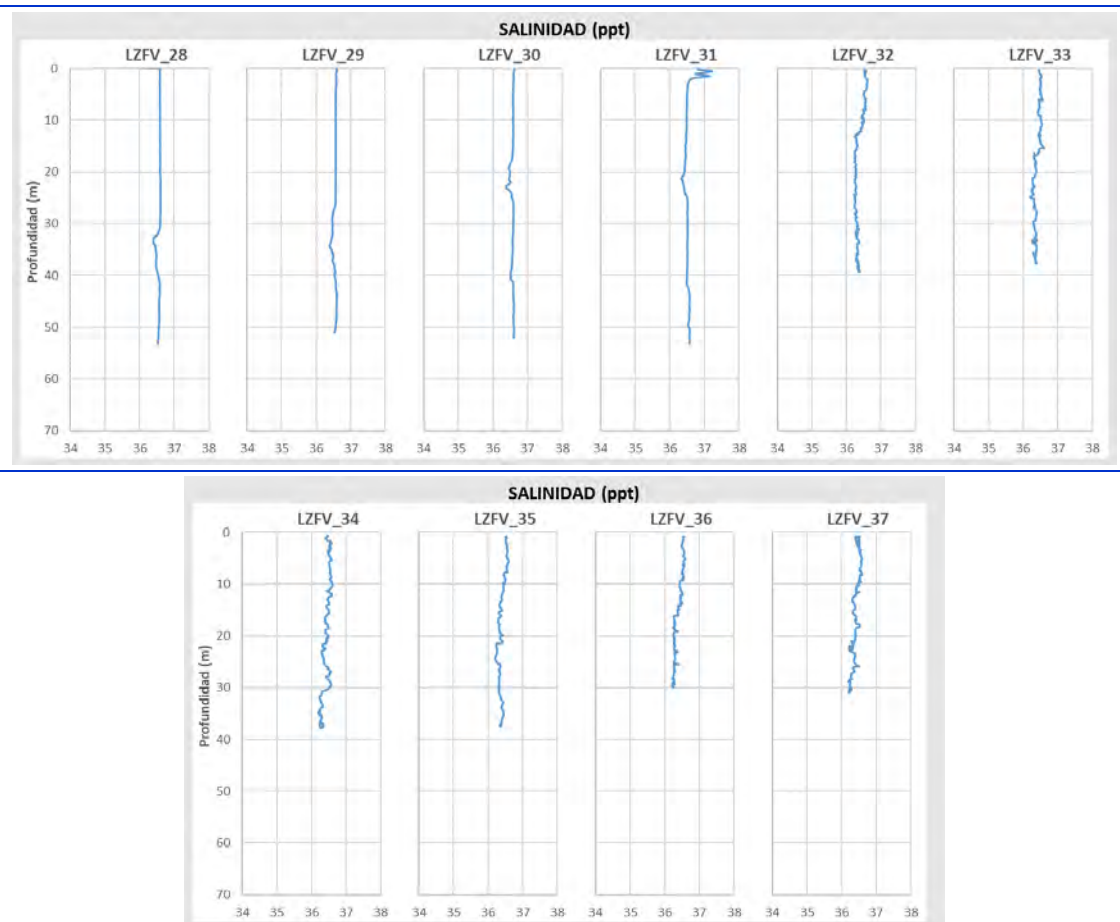 SALINIDAD (ppt)
LZFV_28 LZFV_29 LZFV_30 LZFV_31 LZFV_32 LZFV_33
0
10
20
30
40
50
60
70
Profundidad (m)
34 35 36 37 38 34 35 36 37 38 34 35 36 37 38 34 35 36 37 38 34 35 36 37 38 34 35 36 37 38
SALINIDAD (ppt)
LZFV_34 LZFV_35 LZFV_36 LZFV_37
0
10
20
30
40
50
60
70
Profundidad (m)
34 35 36 37 38 34 35 36 37 38 34 35 36 37 38 34 35 36 37 38